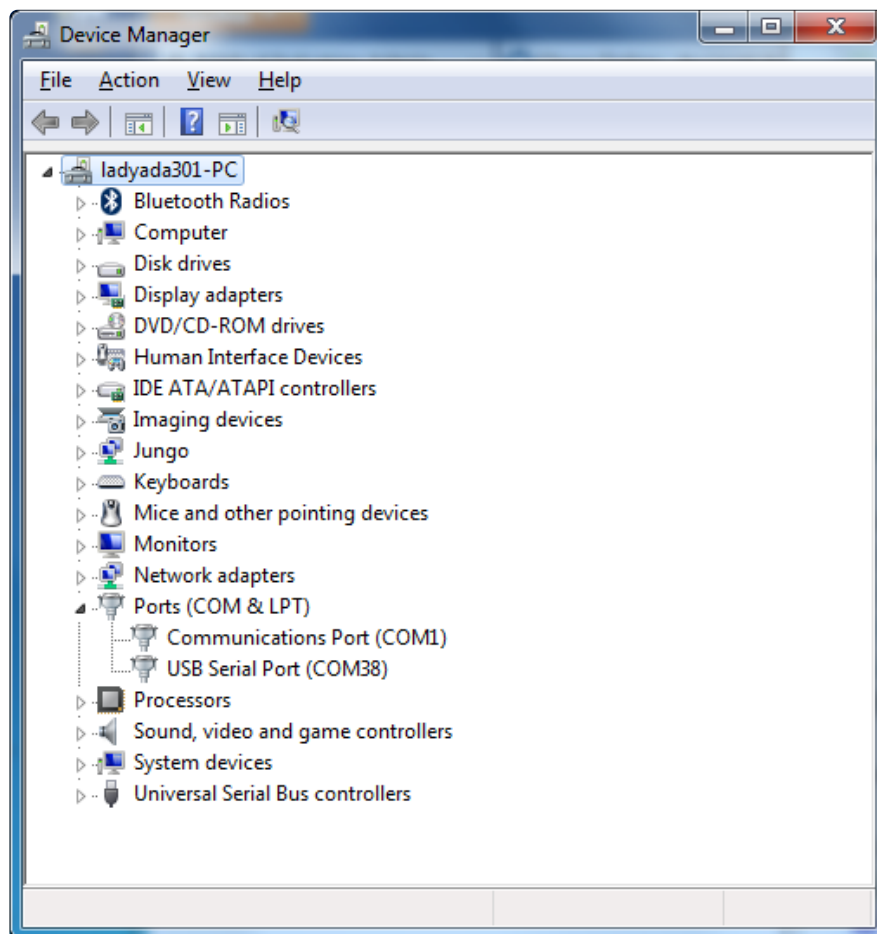 Device Manager
File Action View Help
ladyada301-PC
Bluetooth Radios
Computer
Disk drives
Display adapters
DVD/CD-ROM drives
Human Interface Devices
IDE ATA/ATAPI controllers
Imaging devices
Jungo
Keyboards
Mice and other pointing devices
Monitors
Network adapters
Ports (COM & LPT)
Communications Port (COM1)
USB Serial Port (COM38)
Processors
Sound, video and game controllers
System devices
Universal Serial Bus controllers